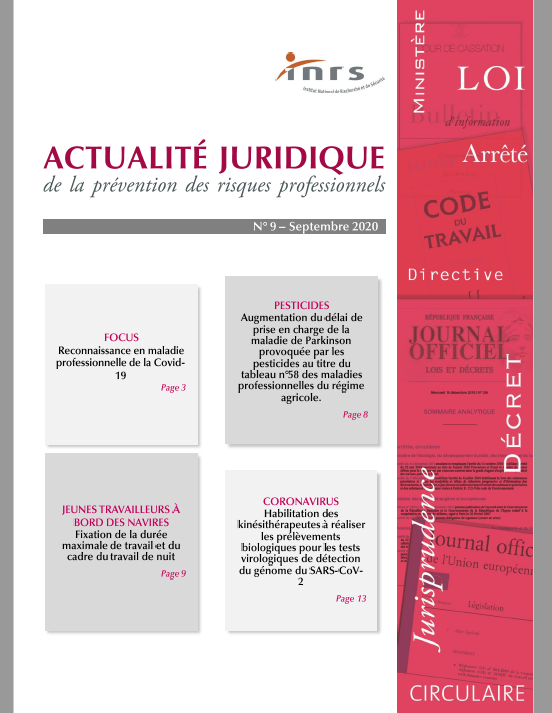 inrs
Institut National de Recherche et de Sécurité
ACTUALITÉ JURIDIQUE
de la prévention des risques professionnels
N° 9 – Septembre 2020
FOCUS
Reconnaissance en maladie
professionnelle de la Covid-
19
Page 3
PESTICIDES
Augmentation du délai de
prise en charge de la
maladie de Parkinson
provoquée par les
pesticides au titre du
tableau n°58 des maladies
professionnelles du régime
agricole.
Page 8
JEUNES TRAVAILLEURS À
BORD DES NAVIRES
Fixation de la durée
maximale de travail et du
cadre du travail de nuit
Page 9
CORONAVIRUS
Habilitation des
kinésithérapeutes à réaliser
les prélèvements
biologiques pour les tests
virologiques de détection
du génome du SARS-CoV-
2
Page 13
MINISTÈRE
COUR DE CASSATION
LOI
Bulletin
d'information
Arrêté
CODE
DU
TRAVAIL
Directive
RÉPUBLIQUE FRANÇAISE
JOURNAL
OFFICIEL
LOIS ET DÉCRETS
SOMMAIRE ANALYTIQUE
DÉCRET
Jurisprudence
Journal offic
de l'Union européenn
Législation
CIRCULAIRE